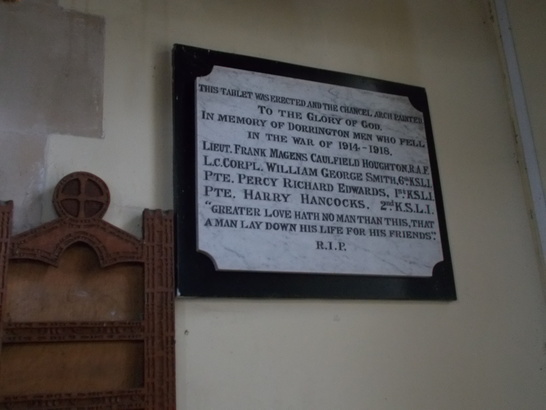 THIS TABLET WAS ERECTED AND THE CHANCEL ARCH PAINTED
TO THE GLORY OF GOD,
IN MEMORY OF DORRINGTON MEN WHO FELL
IN THE WAR OF 1914.-1918.
LIEUT. FRANK MAGENS CAULFIELD HOUGHTON, R.A.F.
L.C. CORPL. WILLIAM GEORGE SMITH, 6TH K.S.L.I.
PTE. PERCY RICHARD EDWARDS, 1ST K.S.L.I.
PTE. HARRY HANCOCKS. 2ND K.S.L.I.
"GREATER LOVE HATH NO MAN THAN THIS, THAT
A MAN LAY DOWN HIS LIFE FOR HIS FRIENDS".
R.I.P.